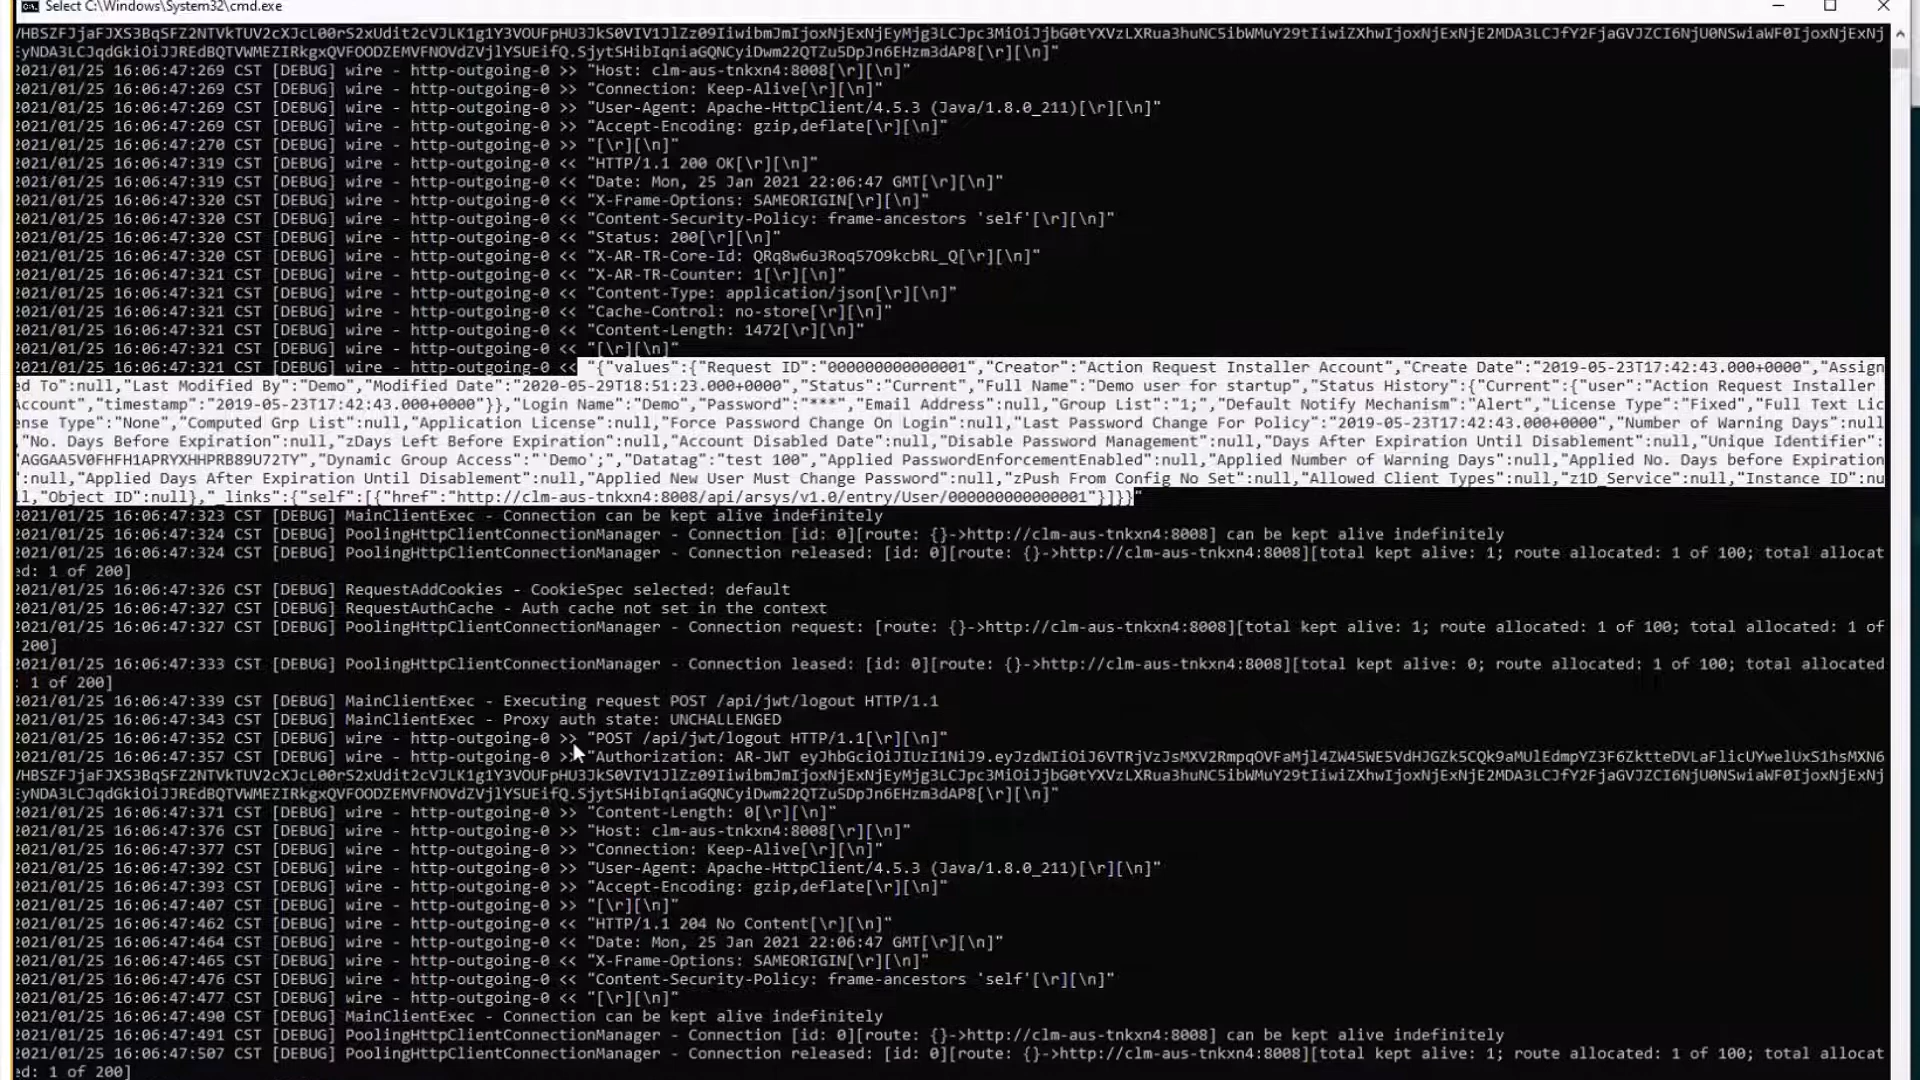 Select C:\Windows\System32\cmd.exe
2021/01/25 16:06:47:269 CST [DEBUG] wire - http-outgoing-0 >> "Host: clm-aus-tnkxn4:8008[\r][\n]"
2021/01/25 16:06:47:269 CST [DEBUG] wire - http-outgoing-0 >> "Connection: Keep-Alive[\r][\n]"
2021/01/25 16:06:47:269 CST [DEBUG] wire - http-outgoing-0 >> "User-Agent: Apache-HttpClient/4.5.3 (Java/1.8.0_211)[\r][\n]"
2021/01/25 16:06:47:269 CST [DEBUG] wire - http-outgoing-0 >> "Accept-Encoding: gzip,deflate[\r][\n]"
2021/01/25 16:06:47:270 CST [DEBUG] wire - http-outgoing-0 >> "[\r][\n]"
2021/01/25 16:06:47:319 CST [DEBUG] wire - http-outgoing-0 << "HTTP/1.1 200 OK[\r][\n]"
2021/01/25 16:06:47:319 CST [DEBUG] wire - http-outgoing-0 << "Date: Mon, 25 Jan 2021 22:06:47 GMT[\r][\n]"
2021/01/25 16:06:47:320 CST [DEBUG] wire - http-outgoing-0 << "X-Frame-Options: SAMEORIGIN[\r][\n]"
2021/01/25 16:06:47:320 CST [DEBUG] wire - http-outgoing-0 << "Content-Security-Policy: frame-ancestors 'self'[\r][\n]"
2021/01/25 16:06:47:320 CST [DEBUG] wire - http-outgoing-0 << "Status: 200[\r][\n]"
2021/01/25 16:06:47:320 CST [DEBUG] wire - http-outgoing-0 << "X-AR-TR-Core-Id: QRq8w6u3Roq57O9kcbRL_Q[\r][\n]"
2021/01/25 16:06:47:321 CST [DEBUG] wire - http-outgoing-0 << "X-AR-TR-Counter: 1[\r][\n]"
2021/01/25 16:06:47:321 CST [DEBUG] wire - http-outgoing-0 << "Content-Type: application/json[\r][\n]"
2021/01/25 16:06:47:321 CST [DEBUG] wire - http-outgoing-0 << "Cache-Control: no-store[\r][\n]"
2021/01/25 16:06:47:321 CST [DEBUG] wire - http-outgoing-0 << "Content-Length: 1472[\r][\n]"
2021/01/25 16:06:47:321 CST [DEBUG] wire - http-outgoing-0 << "[\r][\n]"
2021/01/25 16:06:47:321 CST [DEBUG] wire - http-outgoing-0 << "{"values":{"Request ID":"000000000000001","Creator":"Action Request Installer Account","Create Date":"2019-05-23T17:42:43.000+0000","Assign
ed To":null,"Last Modified By":"Demo","Modified Date":"2020-05-29T18:51:23.000+0000","Status":"Current","Full Name":"Demo user for startup","Status History":{"Current":{"user":"Action Request Installer
Account","timestamp":"2019-05-23T17:42:43.000+0000"}},"Login Name":"Demo","Password":"***","Email Address":null,"Group List":"1;","Default Notify Mechanism":"Alert","License Type":"Fixed","Full Text Lic
ense Type":"None","Computed Grp List":null,"Application License":null,"Force Password Change On Login":null,"Last Password Change For Policy":"2019-05-23T17:42:43.000+0000","Number of Warning Days":null
,"No. Days Before Expiration":null,"zDays Left Before Expiration":null,"Account Disabled Date":null,"Disable Password Management":null,"Days After Expiration Until Disablement":null,"Unique Identifier":
"AGGAA5V0FHFH1APRYXHHPRB89U72TY","Dynamic Group Access":"'Demo';","Datatag":"test 100","Applied PasswordEnforcementEnabled":null,"Applied Number of Warning Days":null,"Applied No. Days before Expiration
":null,"Applied Days After Expiration Until Disablement":null,"Applied New User Must Change Password":null,"zPush From Config No Set":null,"Allowed Client Types":null,"z1D_Service":null,"Instance ID":nu
ll,"Object ID":null},"_links":{"self":[{"href":"http://clm-aus-tnkxn4:8008/api/arsys/v1.0/entry/User/000000000000001"}]}}"
2021/01/25 16:06:47:323 CST [DEBUG] MainClientExec - Connection can be kept alive indefinitely
2021/01/25 16:06:47:324 CST [DEBUG] PoolingHttpClientConnectionManager - Connection [id: 0][route: {}->http://clm-aus-tnkxn4:8008] can be kept alive indefinitely
2021/01/25 16:06:47:324 CST [DEBUG] PoolingHttpClientConnectionManager - Connection released: [id: 0][route: {}->http://clm-aus-tnkxn4:8008][total kept alive: 1; route allocated: 1 of 100; total allocat
ed: 1 of 200]
2021/01/25 16:06:47:326 CST [DEBUG] RequestAddCookies - CookieSpec selected: default
2021/01/25 16:06:47:327 CST [DEBUG] RequestAuthCache - Auth cache not set in the context
2021/01/25 16:06:47:327 CST [DEBUG] PoolingHttpClientConnectionManager - Connection request: [route: {}->http://clm-aus-tnkxn4:8008][total kept alive: 1; route allocated: 1 of 100; total allocated: 1 of
200]
2021/01/25 16:06:47:333 CST [DEBUG] PoolingHttpClientConnectionManager - Connection leased: [id: 0][route: {}->http://clm-aus-tnkxn4:8008][total kept alive: 0; route allocated: 1 of 100; total allocated
: 1 of 200]
2021/01/25 16:06:47:339 CST [DEBUG] MainClientExec - Executing request POST /api/jwt/logout HTTP/1.1
2021/01/25 16:06:47:343 CST [DEBUG] MainClientExec - Proxy auth state: UNCHALLENGED
2021/01/25 16:06:47:352 CST [DEBUG] wire - http-outgoing-0 >> "POST /api/jwt/logout HTTP/1.1[\r][\n]"
2021/01/25 16:06:47:357 CST [DEBUG] wire - http-outgoing-0 >> "Authorization: AR-JWT
2021/01/25 16:06:47:371 CST [DEBUG] wire - http-outgoing-0 >> "Content-Length: 0[\r][\n]"
2021/01/25 16:06:47:376 CST [DEBUG] wire - http-outgoing-0 >> "Host: clm-aus-tnkxn4:8008[\r][\n]"
2021/01/25 16:06:47:377 CST [DEBUG] wire - http-outgoing-0 >> "Connection: Keep-Alive[\r][\n]"
2021/01/25 16:06:47:392 CST [DEBUG] wire - http-outgoing-0 >> "User-Agent: Apache-HttpClient/4.5.3 (Java/1.8.0_211)[\r][\n]"
2021/01/25 16:06:47:393 CST [DEBUG] wire - http-outgoing-0 >> "Accept-Encoding: gzip,deflate[\r][\n]"
2021/01/25 16:06:47:407 CST [DEBUG] wire - http-outgoing-0 >> "[\r][\n]"
2021/01/25 16:06:47:462 CST [DEBUG] wire - http-outgoing-0 << "HTTP/1.1 204 No Content[\r][\n]"
2021/01/25 16:06:47:464 CST [DEBUG] wire - http-outgoing-0 << "Date: Mon, 25 Jan 2021 22:06:47 GMT[\r][\n]"
2021/01/25 16:06:47:465 CST [DEBUG] wire - http-outgoing-0 << "X-Frame-Options: SAMEORIGIN[\r][\n]"
2021/01/25 16:06:47:476 CST [DEBUG] wire - http-outgoing-0 << "Content-Security-Policy: frame-ancestors 'self'[\r][\n]"
2021/01/25 16:06:47:477 CST [DEBUG] wire - http-outgoing-0 << "[\r][\n]"
2021/01/25 16:06:47:490 CST [DEBUG] MainClientExec - Connection can be kept alive indefinitely
2021/01/25 16:06:47:491 CST [DEBUG] PoolingHttpClientConnectionManager - Connection [id: 0][route: {}->http://clm-aus-tnkxn4:8008] can be kept alive indefinitely
2021/01/25 16:06:47:507 CST [DEBUG] PoolingHttpClientConnectionManager - Connection released: [id: 0][route: {}->http://clm-aus-tnkxn4:8008][total kept alive: 1; route allocated: 1 of 100; total allocat
ed: 1 of 200]